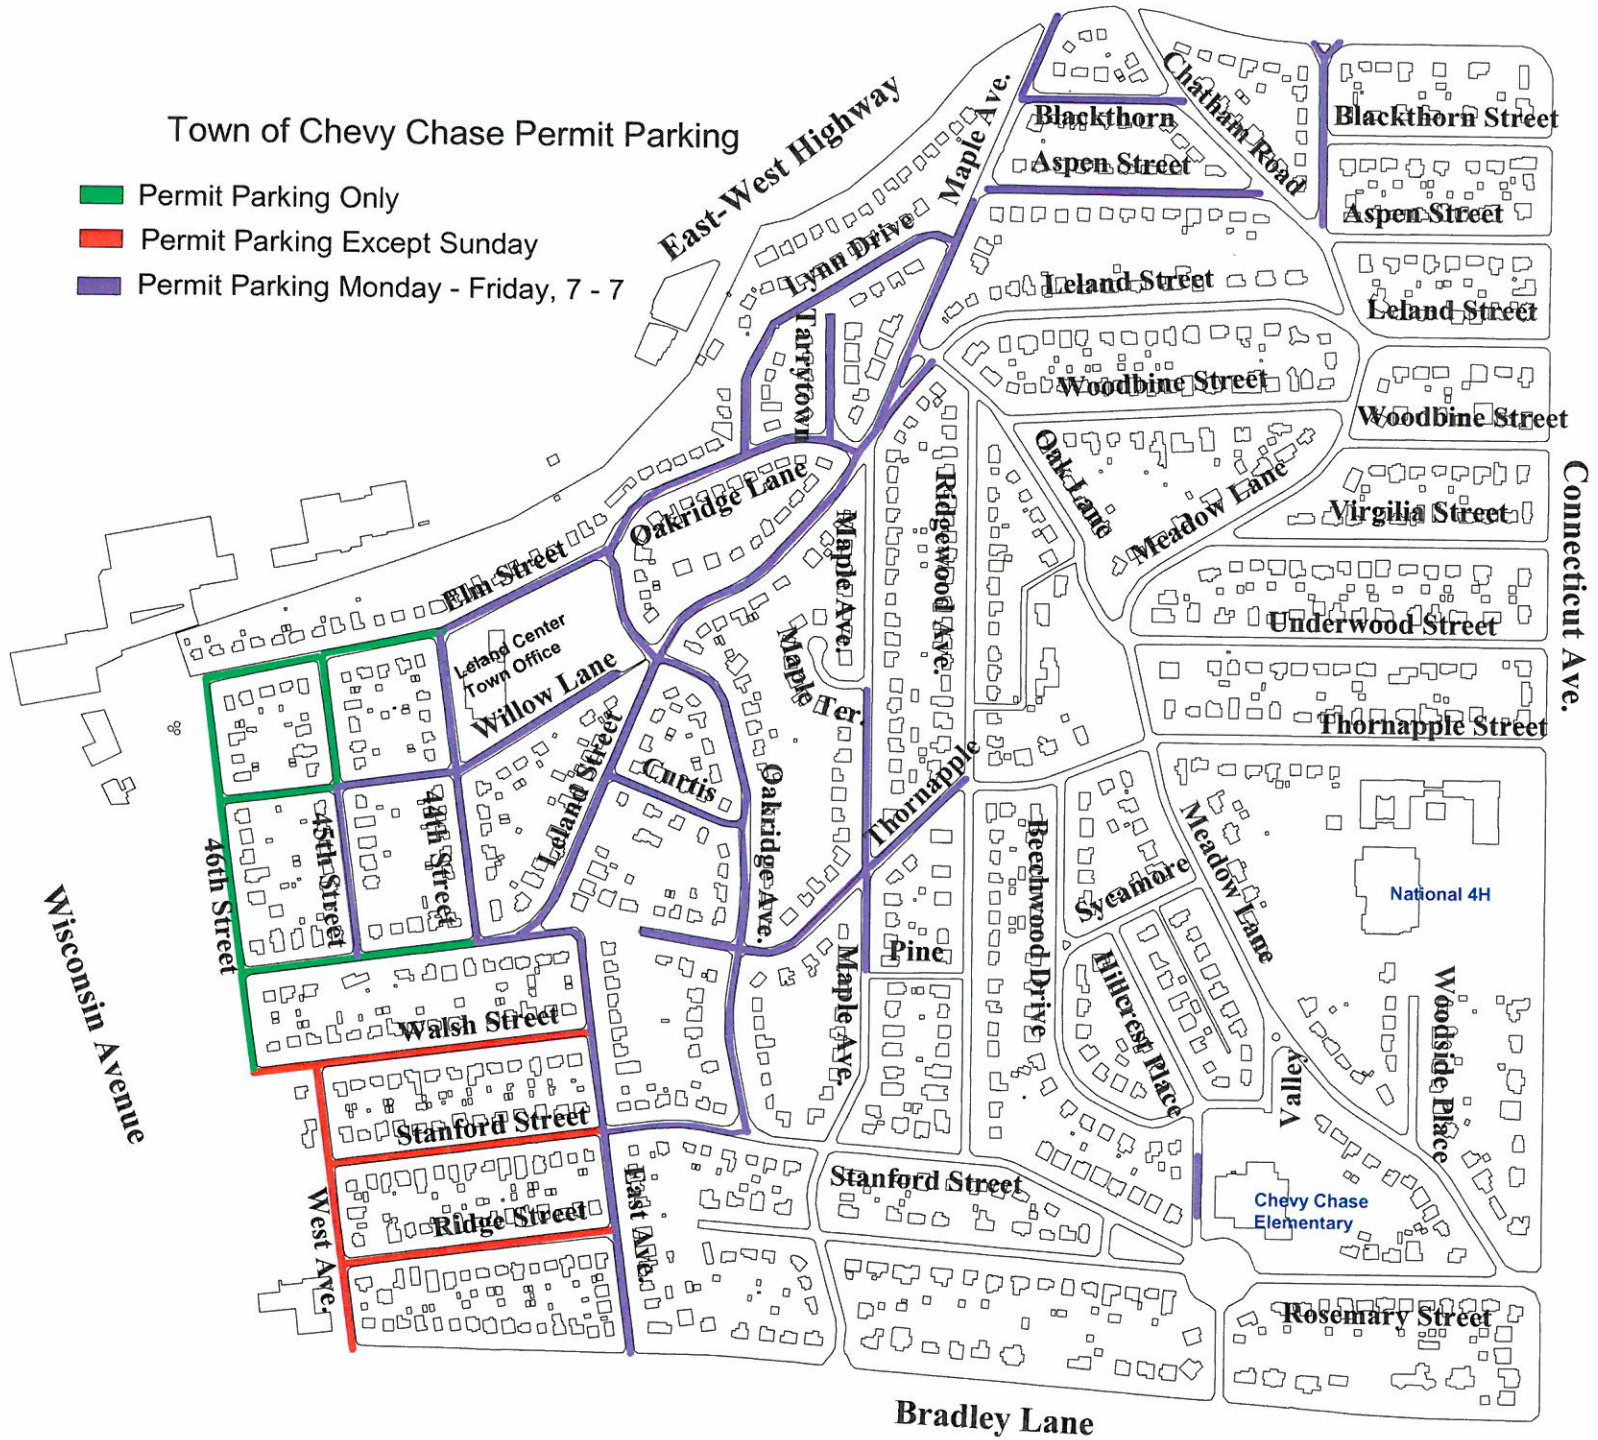 Town of Chevy Chase Permit Parking
Permit Parking Only
Permit Parking Except Sunday
Permit Parking Monday - Friday, 7 - 7
East-West Highway
Maple Ave.
Chatham Road
Blackthorn
Blackthorn Street
Aspen Street
Aspen Street
Lynn Drive
Leland Street
Leland Street
Tarrytown
Woodbine Street
Woodbine Street
Oak Lane
Meadow Lane
Virgilia Street
Connecticut Ave.
Oakridge Lane
Ridgewood Ave.
Maple Ave.
Elm Street
Leland Center
Town Office
Willow Lane
Maple Ter.
Underwood Street
Thornapple Street
Leland Street
Curtis
Oakridge Ave.
Thornapple
44th Street
45th Street
46th Street
Beechwood Drive
Sycamore
Meadow Lane
National 4H
Wisconsin Avenue
Pine
Maple Ave.
Hillcrest Place
Woodside Place
Walsh Street
Valley
Stanford Street
Stanford Street
West Ave.
Ridge Street
East Ave.
Chevy Chase
Elementary
Rosemary Street
Bradley Lane